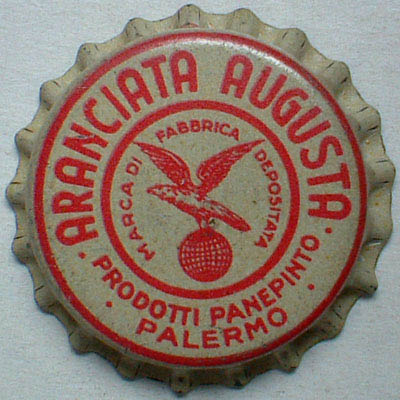 ARANCIATA AUGUSTA
MARCA DI FABBRICA DEPOSITATA
· PRODOTTI PANEPINTO ·
· PALERMO ·